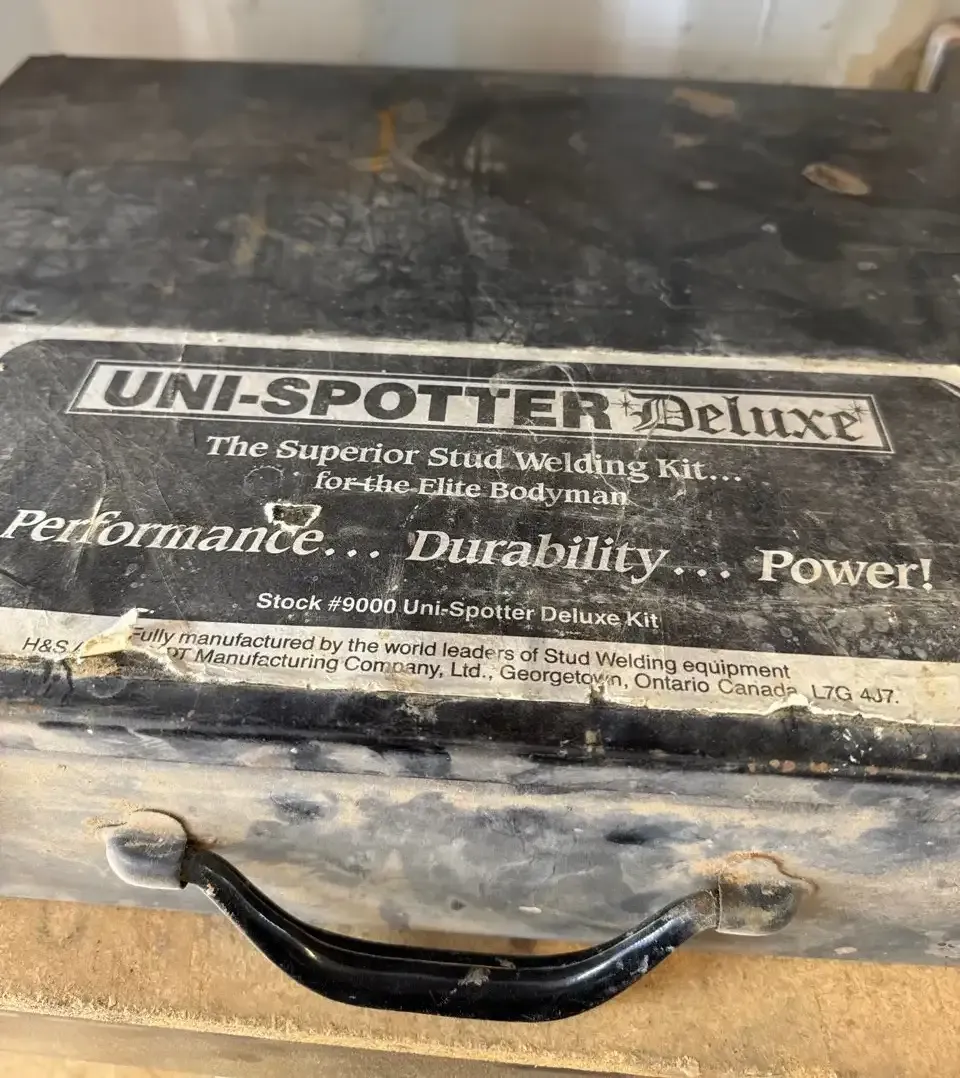 UNI-SPOTTER Deluxe
The Superior Stud Welding Kit...
for the Elite Bodyman
Performance... Durability... Power!
Stock #9000 Uni-Spotter Deluxe Kit
Fully manufactured by the world leaders of Stud Welding equipment
H&S Manufacturing Company, Ltd., Georgetown, Ontario Canada L7G 4J7.